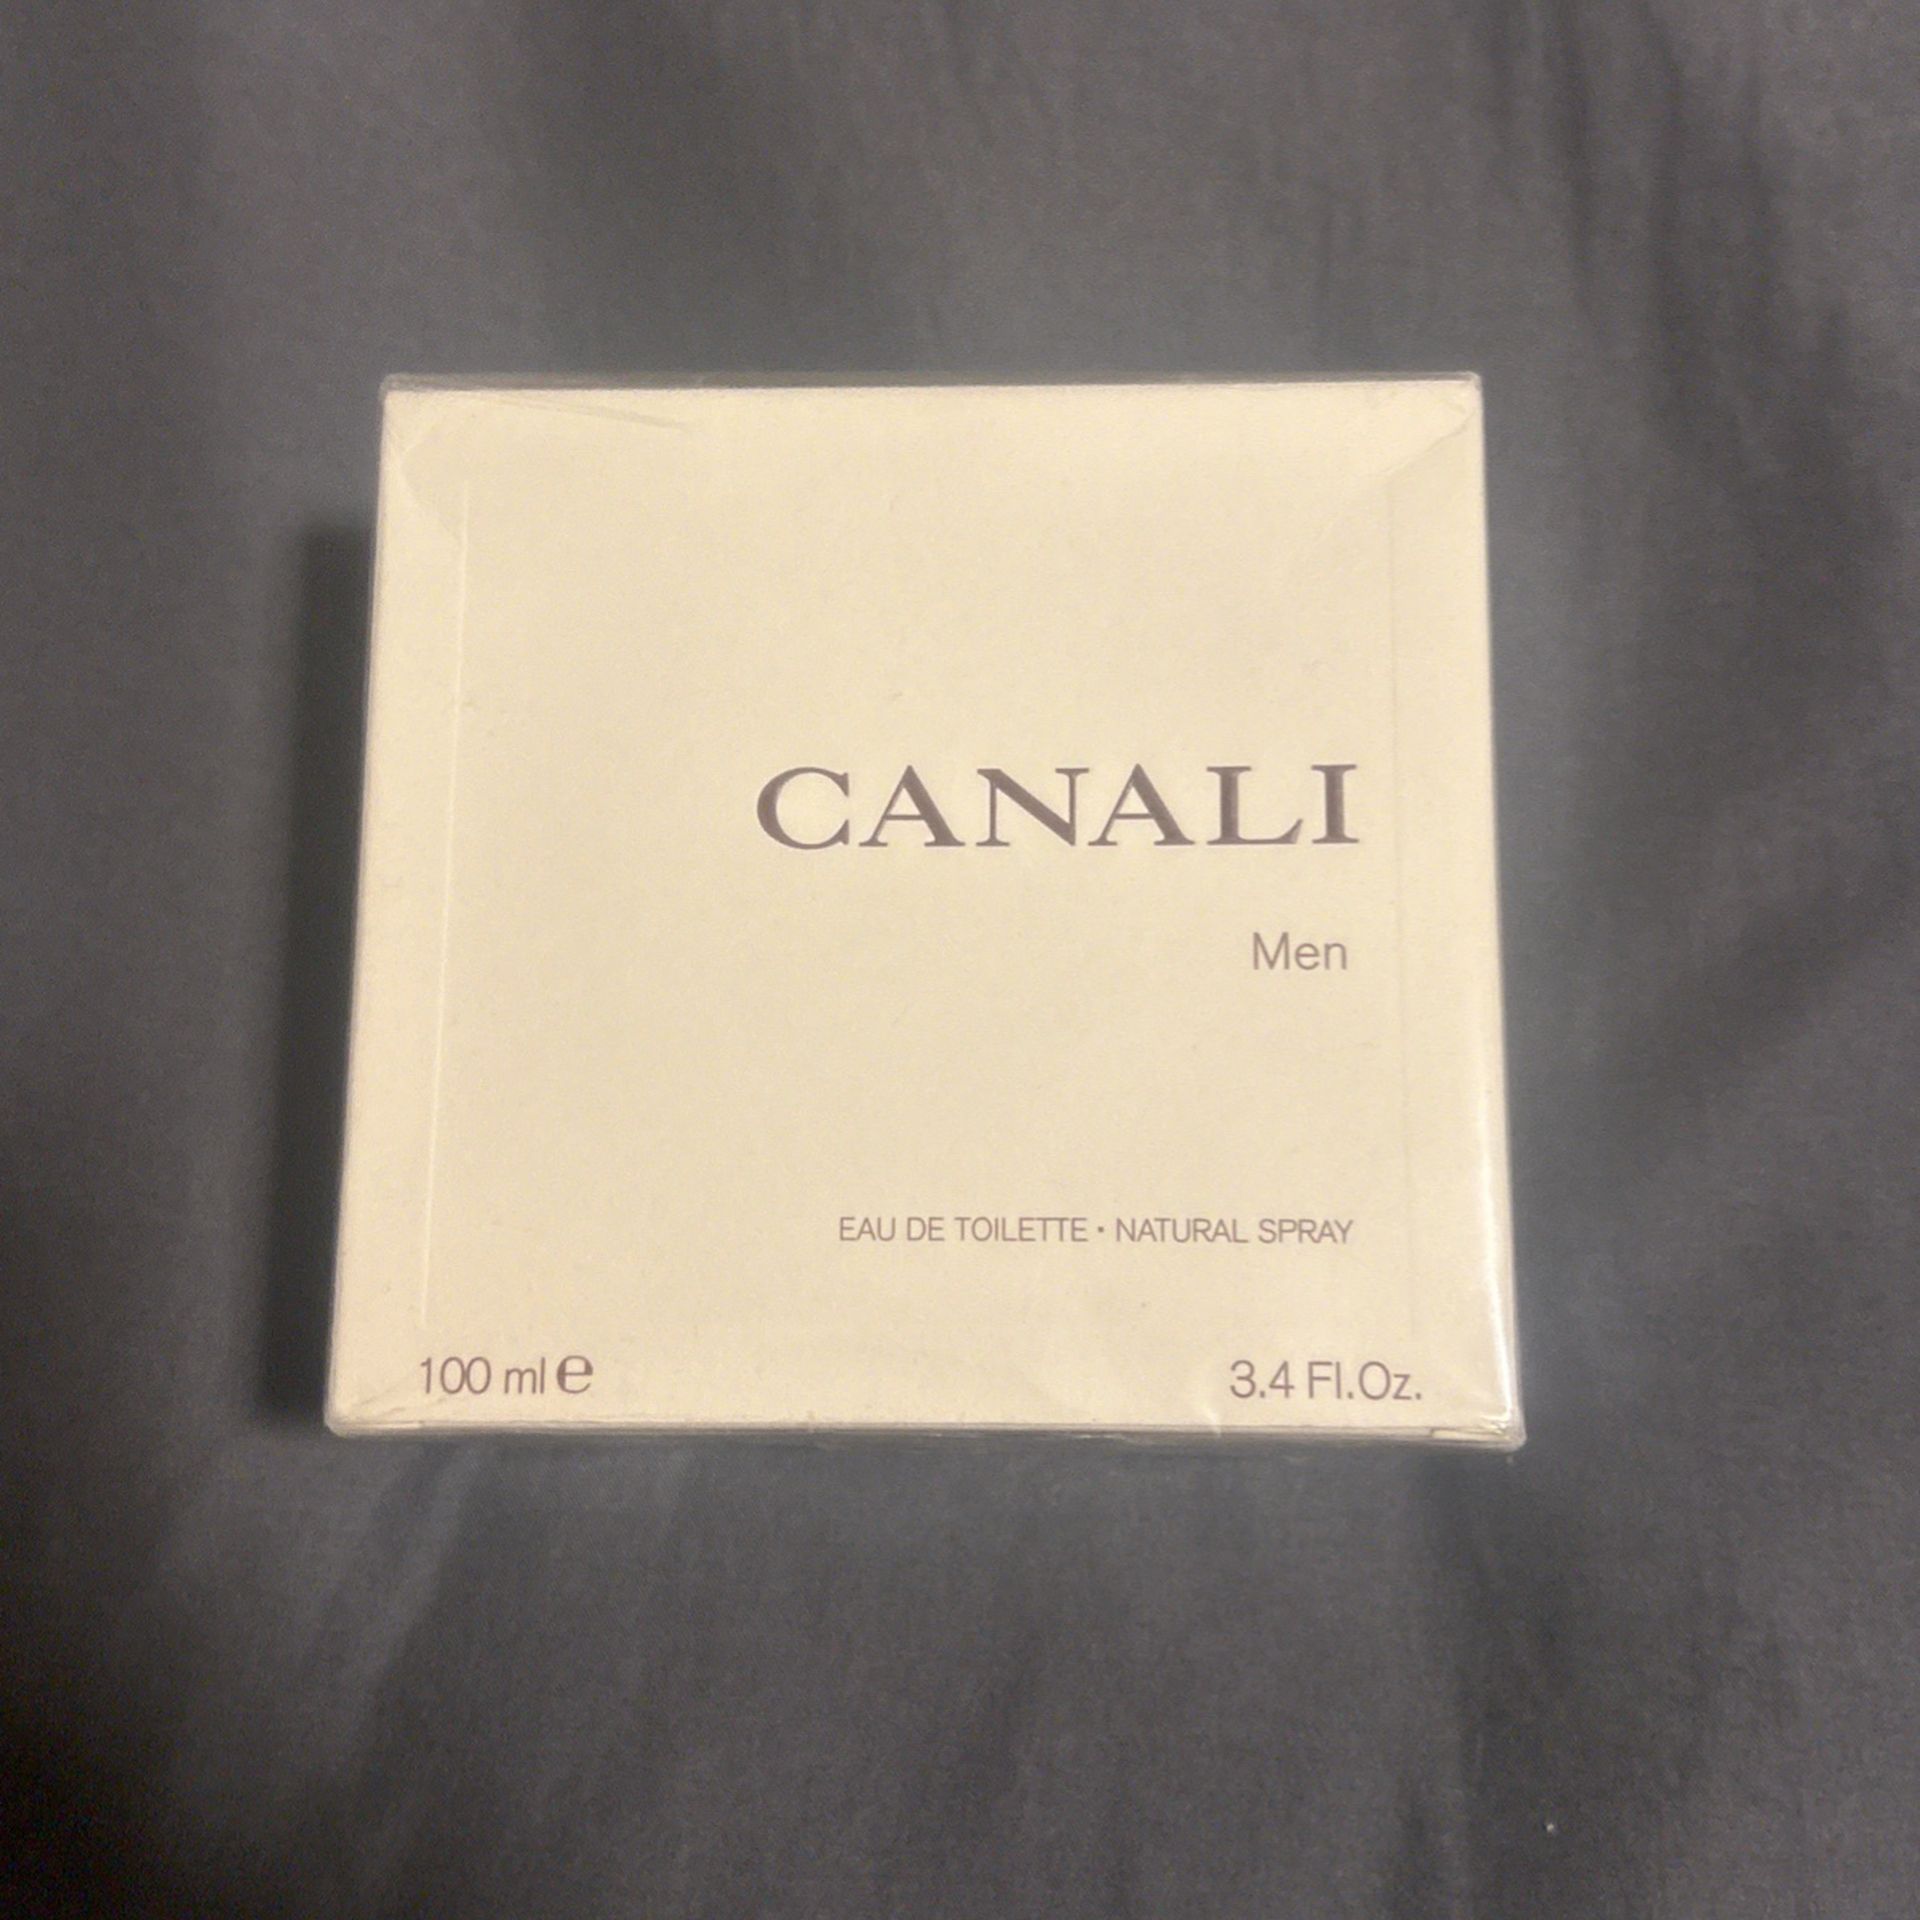 CANALI
Men
EAU DE TOILETTE · NATURAL SPRAY
100 ml ℮ 3.4 Fl.Oz.